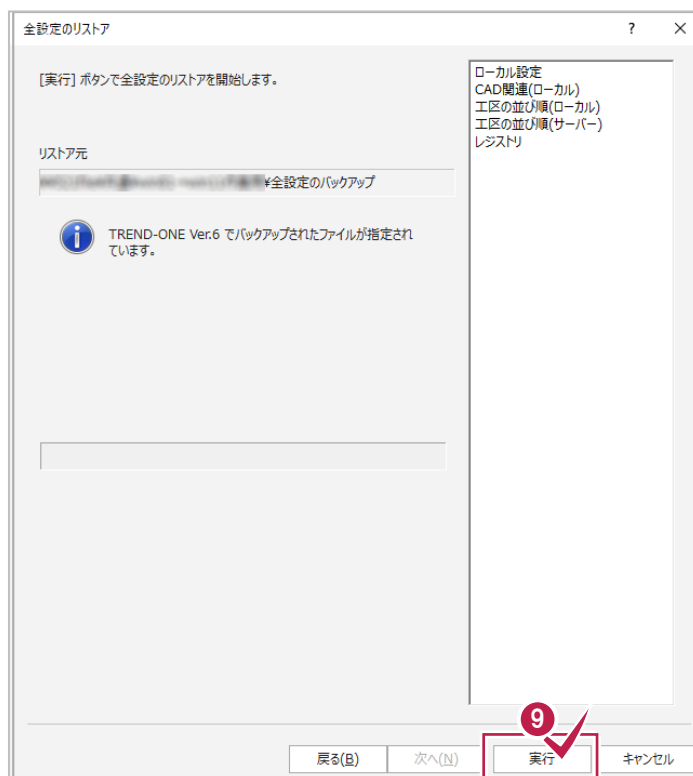 全設定のリストア
? ×
[実行] ボタンで全設定のリストアを開始します。
リストア元
¥全設定のバックアップ
TREND-ONE Ver.6 でバックアップされたファイルが指定され
ています。
ローカル設定
CAD関連(ローカル)
工区の並び順(ローカル)
工区の並び順(サーバー)
レジストリ
9
戻る(B)
次へ(N)
実行
キャンセル